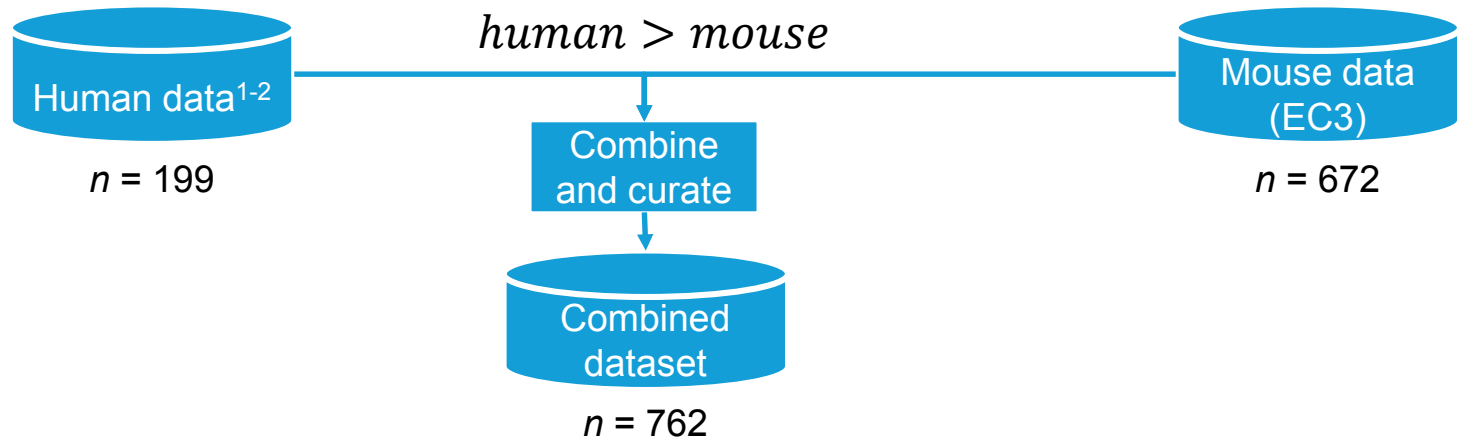 human > mouse
Human data1-2
n = 199
Mouse data
(EC3)
n = 672
Combine
and curate
Combined
dataset
n = 762